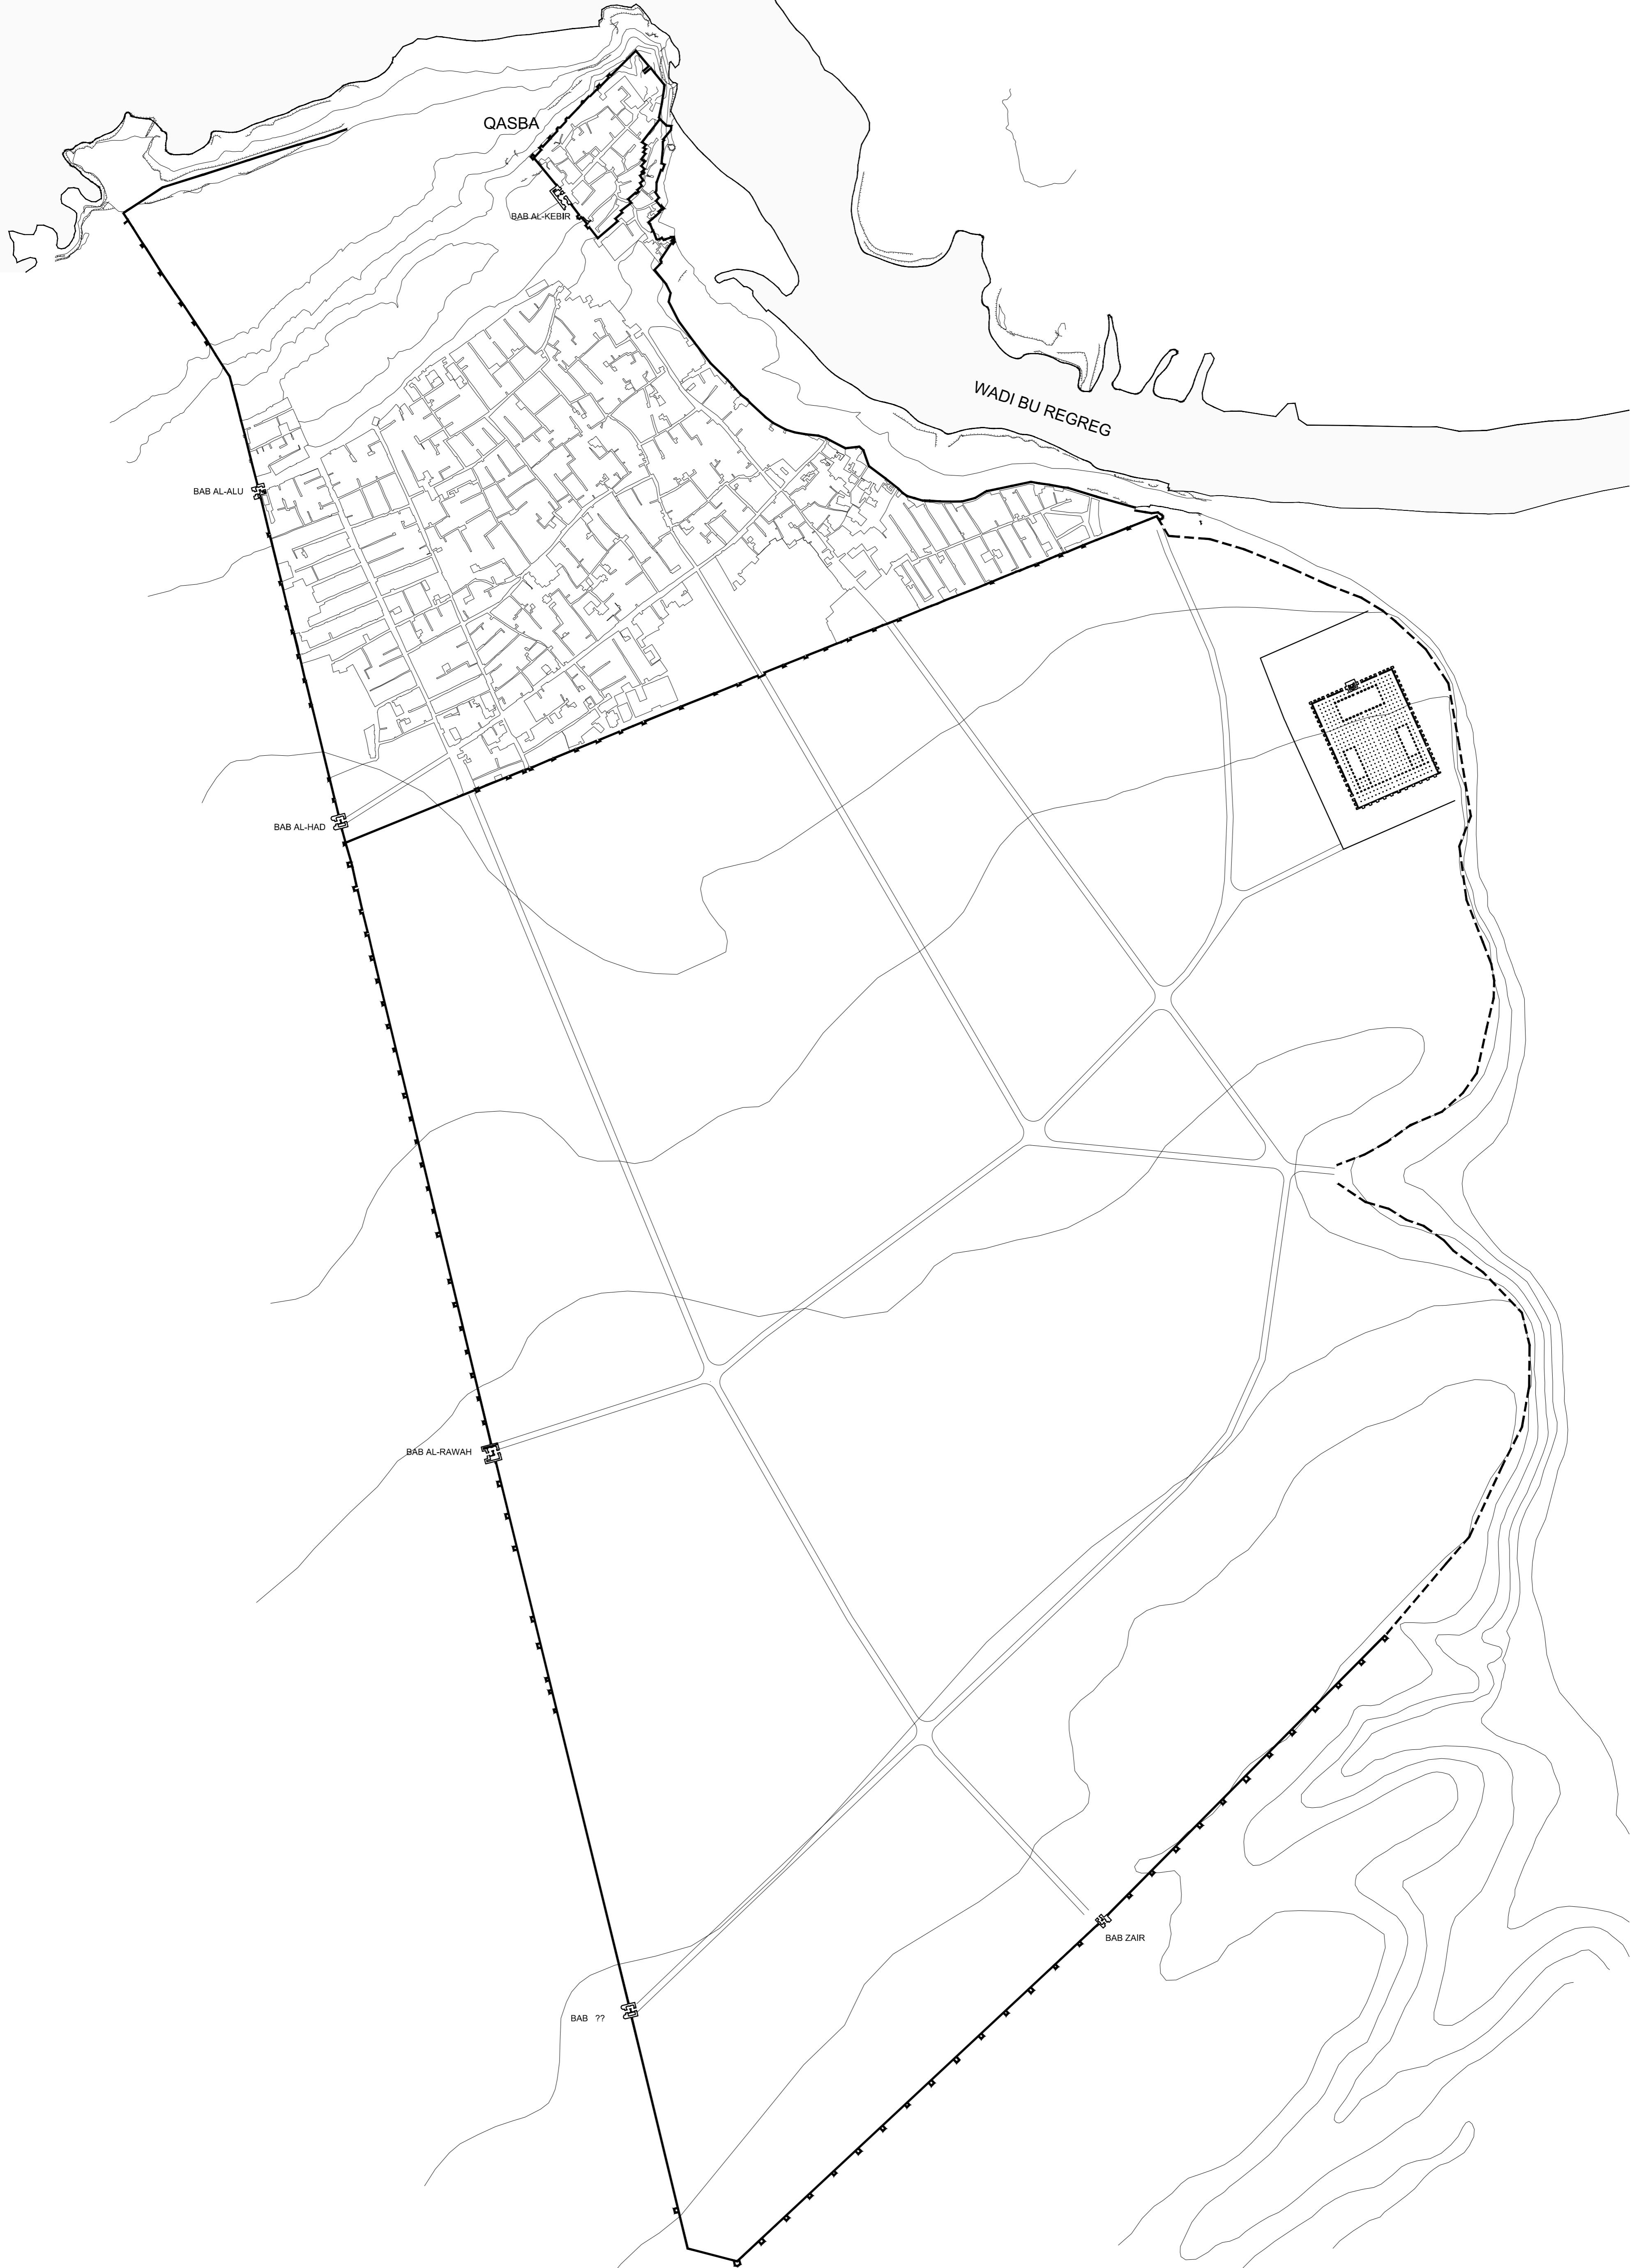 QASBA
BAB AL-KEBIR
WADI BU REGREG
BAB AL-ALU
BAB AL-HAD
BAB AL-RAWAH
BAB ZAIR
BAB ??